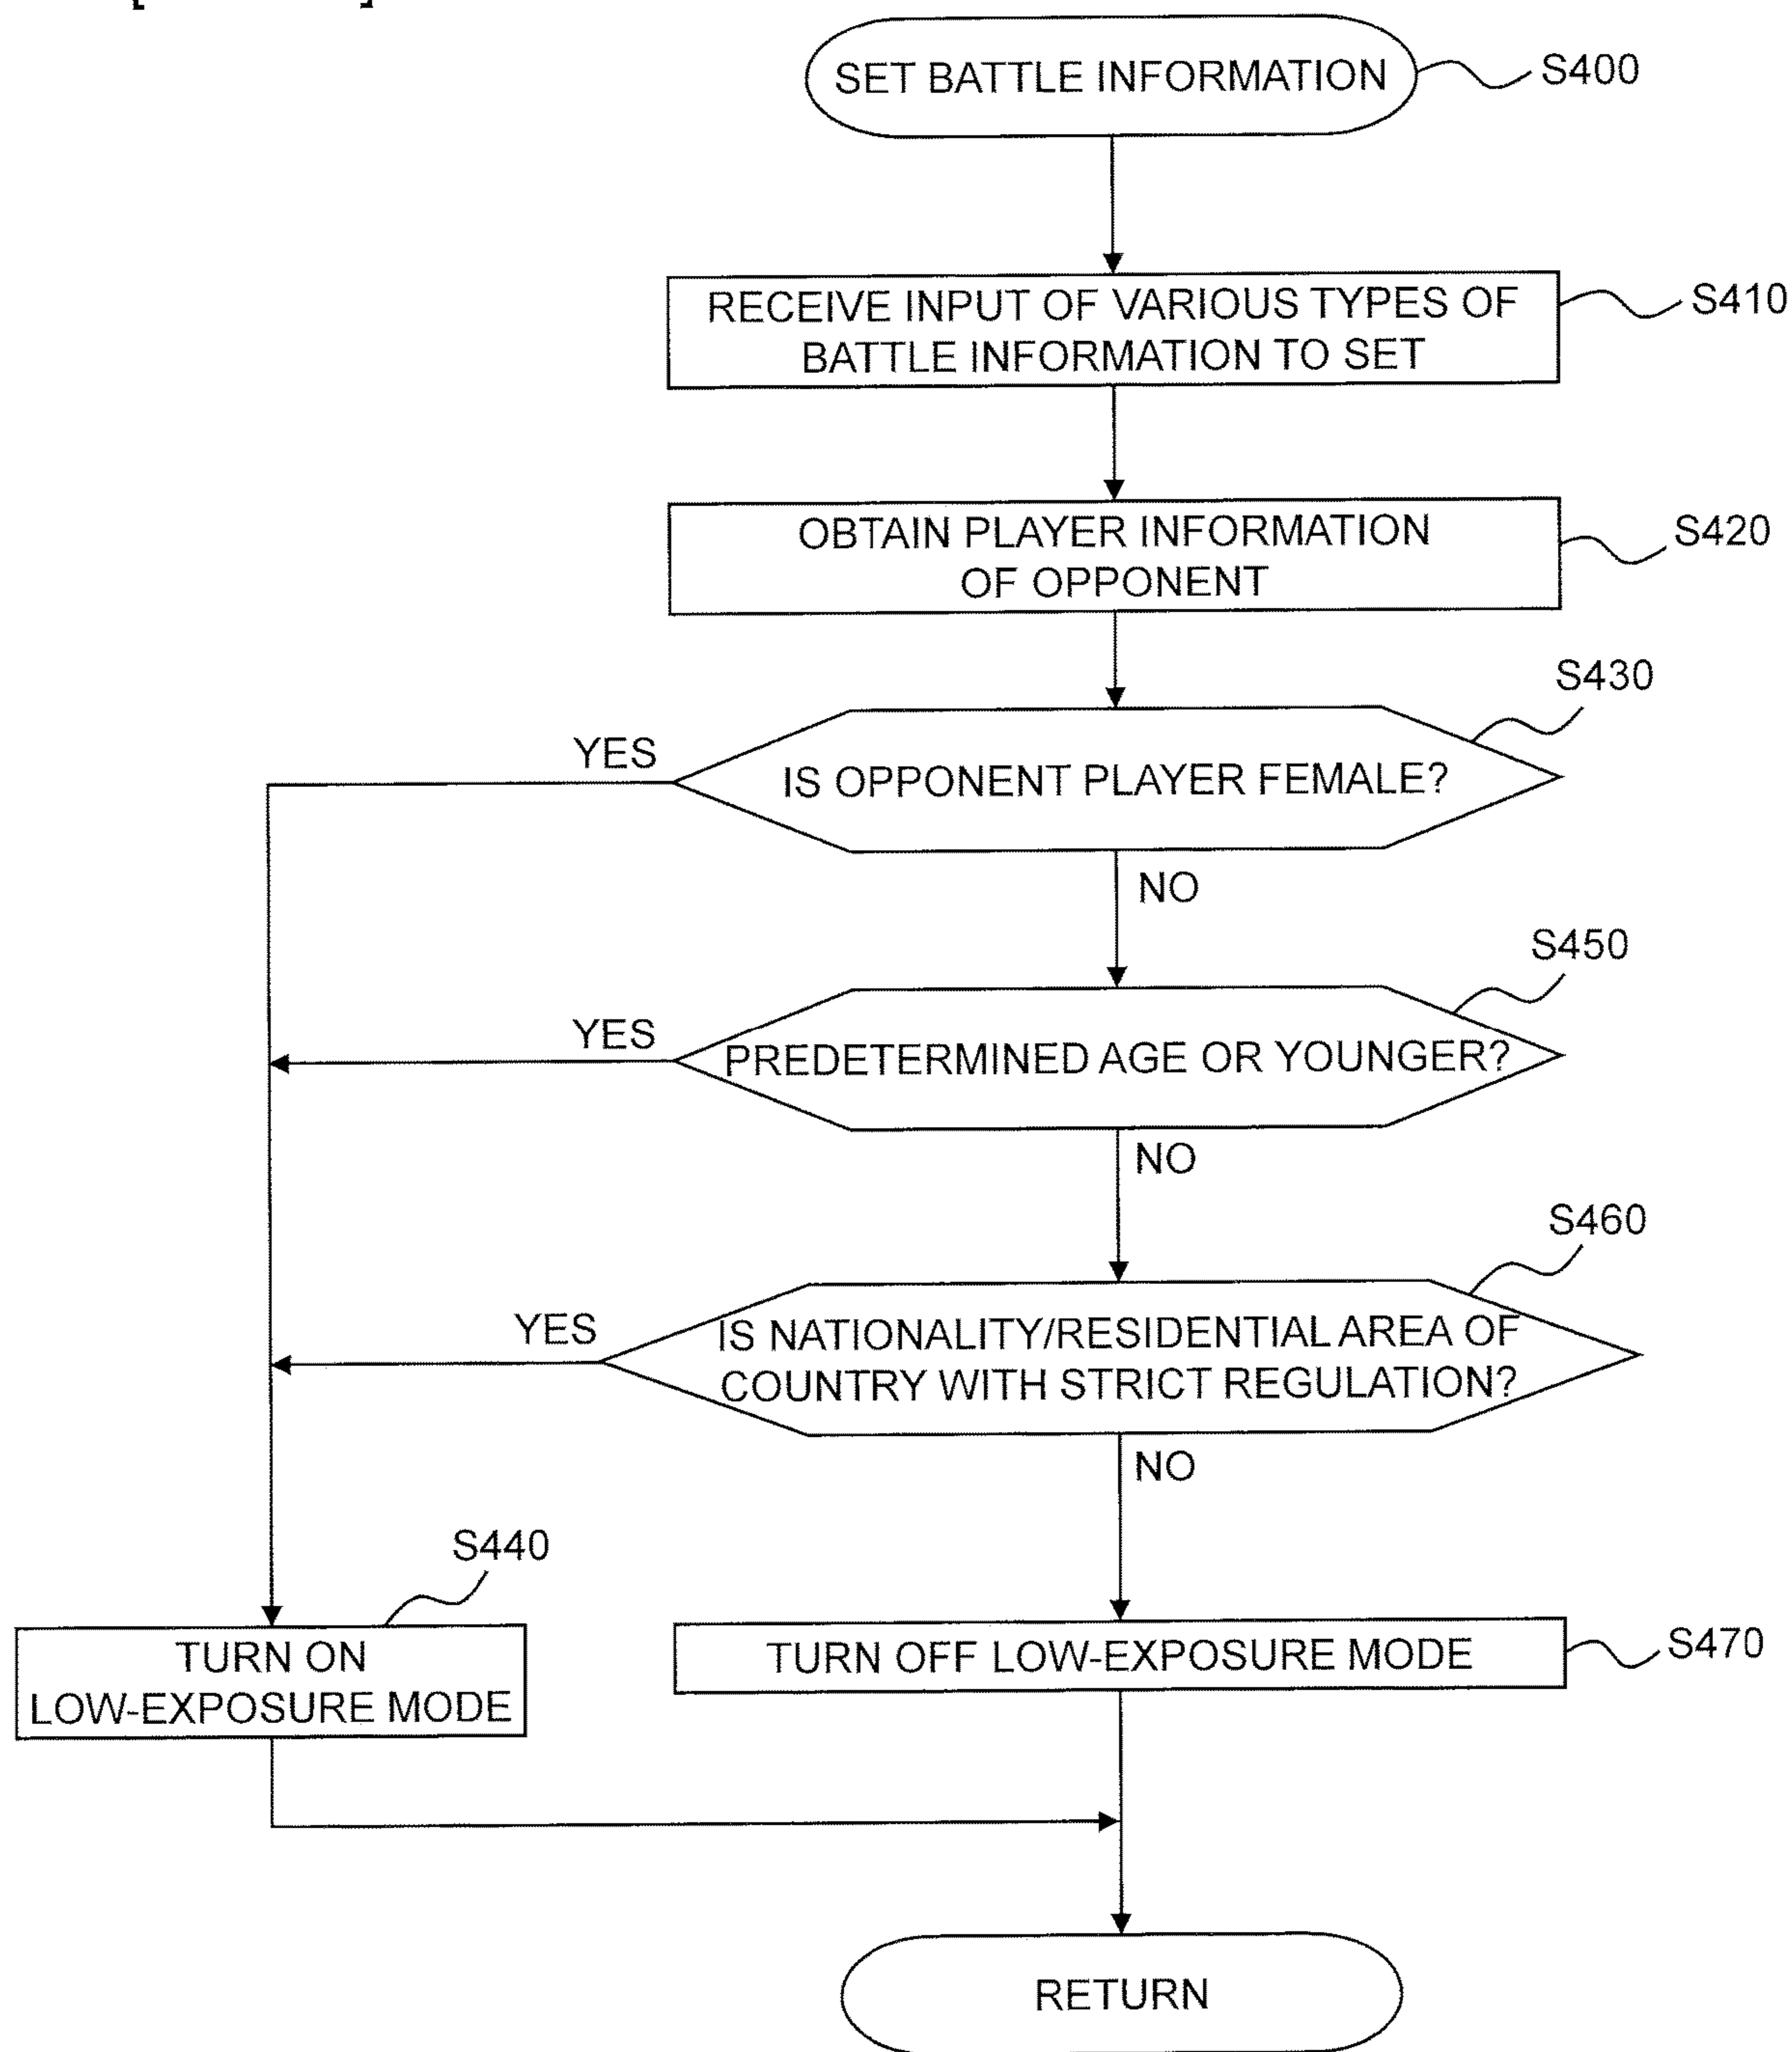 SET BATTLE INFORMATION
S400
RECEIVE INPUT OF VARIOUS TYPES OF
BATTLE INFORMATION TO SET
S410
OBTAIN PLAYER INFORMATION
OF OPPONENT
S420
S430
YES
IS OPPONENT PLAYER FEMALE?
NO
S450
YES
PREDETERMINED AGE OR YOUNGER?
NO
S460
YES
IS NATIONALITY/RESIDENTIAL AREA OF
COUNTRY WITH STRICT REGULATION?
NO
S440
TURN ON
LOW-EXPOSURE MODE
TURN OFF LOW-EXPOSURE MODE
S470
RETURN